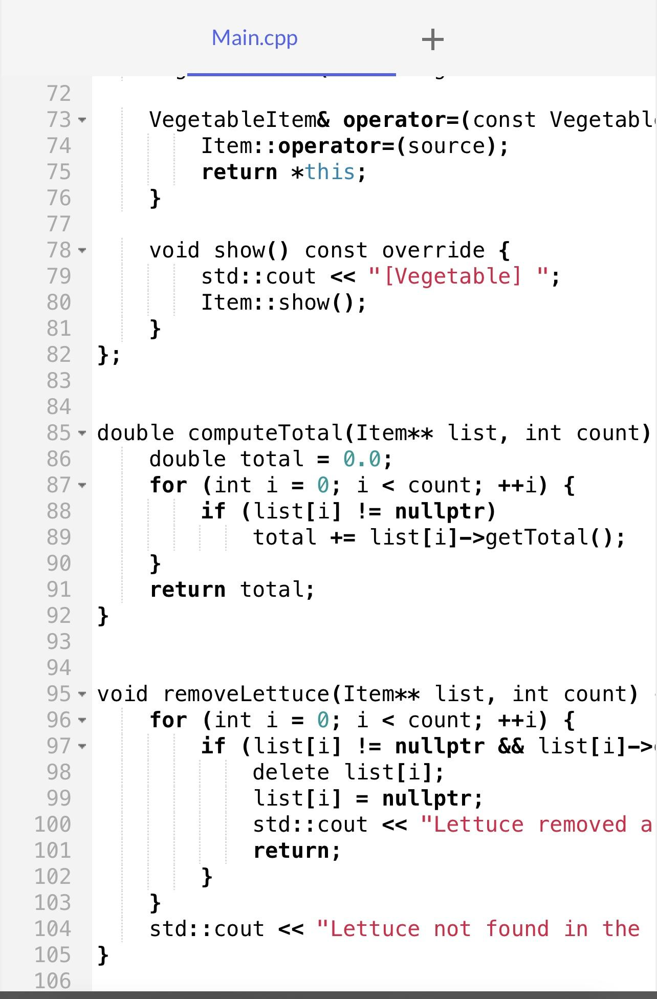 Main.cpp
72
73 VegetableItem& operator=(const Vegetabl
74 Item::operator=(source);
75 return *this;
76 }
77
78 void show() const override {
79 std::cout << "[Vegetable] ";
80 Item::show();
81 }
82 };
83
84
85 double computeTotal(Item** list, int count)
86 double total = 0.0;
87 for (int i = 0; i < count; ++i) {
88 if (list[i] != nullptr)
89 total += list[i]->getTotal();
90 }
91 return total;
92 }
93
94
95 void removeLettuce(Item** list, int count)
96 for (int i = 0; i < count; ++i) {
97 if (list[i] != nullptr && list[i]->
98 delete list[i];
99 list[i] = nullptr;
100 std::cout << "Lettuce removed a
101 return;
102 }
103 }
104 std::cout << "Lettuce not found in the
105 }
106